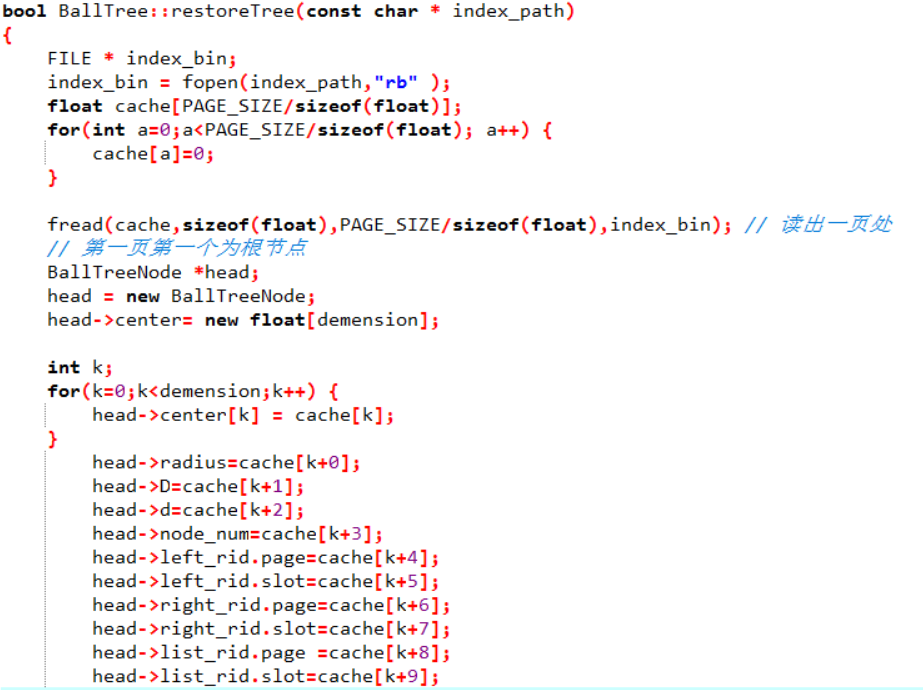 bool BallTree::restoreTree(const char * index_path)
{
    FILE * index_bin;
    index_bin = fopen(index_path,"rb" );
    float cache[PAGE_SIZE/sizeof(float)];
    for(int a=0;a<PAGE_SIZE/sizeof(float); a++) {
        cache[a]=0;
    }
    fread(cache,sizeof(float),PAGE_SIZE/sizeof(float),index_bin); // 读出一页处
    // 第一页第一个为根节点
    BallTreeNode *head;
    head = new BallTreeNode;
    head->center= new float[demension];
    int k;
    for(k=0;k<demension;k++) {
        head->center[k] = cache[k];
    }
        head->radius=cache[k+0];
        head->D=cache[k+1];
        head->d=cache[k+2];
        head->node_num=cache[k+3];
        head->left_rid.page=cache[k+4];
        head->left_rid.slot=cache[k+5];
        head->right_rid.page=cache[k+6];
        head->right_rid.slot=cache[k+7];
        head->list_rid.page =cache[k+8];
        head->list_rid.slot=cache[k+9];